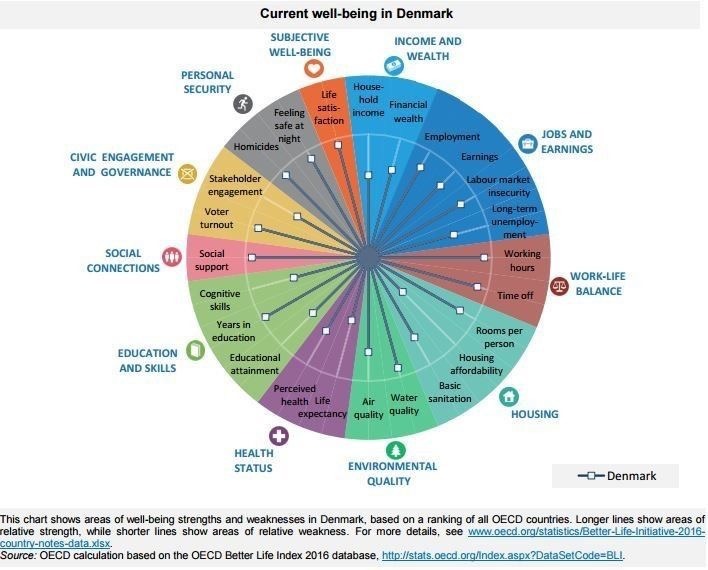 Current well-being in Denmark
SUBJECTIVE
WELL-BEING
INCOME AND
WEALTH
PERSONAL
SECURITY
JOBS AND
EARNINGS
CIVIC ENGAGEMENT
AND GOVERNANCE
SOCIAL
CONNECTIONS
WORK-LIFE
BALANCE
EDUCATION
AND SKILLS
HOUSING
HEALTH
STATUS
ENVIRONMENTAL
QUALITY
Life
satis-
faction
House-
hold
income
Financial
wealth
Employment
Earnings
Labour market
insecurity
Long-term
unemploy-
ment
Working
hours
Time off
Rooms per
person
Housing
affordability
Basic
sanitation
Water
quality
Air
quality
Life
expectancy
Perceived
health
Educational
attainment
Years in
education
Cognitive
skills
Social
support
Voter
turnout
Stakeholder
engagement
Homicides
Feeling
safe at
night
Denmark
This chart shows areas of well-being strengths and weaknesses in Denmark, based on a ranking of all OECD countries. Longer lines show areas of
relative strength, while shorter lines show areas of relative weakness. For more details, see www.oecd.org/statistics/Better-Life-Initiative-2016-
country-notes-data.xlsx.
Source: OECD calculation based on the OECD Better Life Index 2016 database, http://stats.oecd.org/Index.aspx?DataSetCode=BLI.